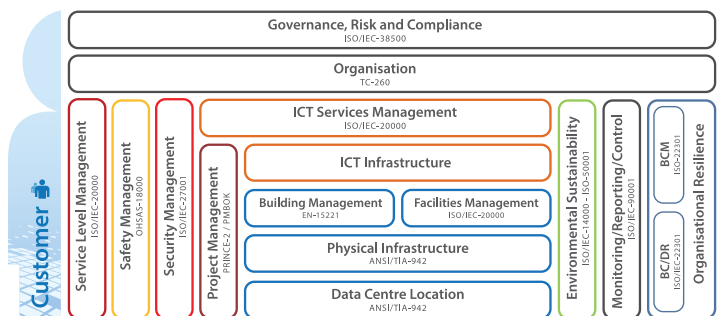 Governance, Risk and Compliance
ISO/IEC-38500
Organisation
TC-260
Customer
Service Level Management
ISO/IEC-20000
Safety Management
OHSAS-18000
Security Management
ISO/IEC-27001
ICT Services Management
ISO/IEC-20000
Project Management
PRINCE-2 / PMBOK
ICT Infrastructure
Building Management
EN-15221
Facilities Management
ISO/IEC-20000
Physical Infrastructure
ANSI/TIA-942
Data Centre Location
ANSI/TIA-942
Environmental Sustainability
ISO/IEC-14000 - ISO-50001
Monitoring/Reporting/Control
ISO/IEC-90001
BCM
ISO-22301
BC/DR
ISO/IEC-22301
Organisational Resilience